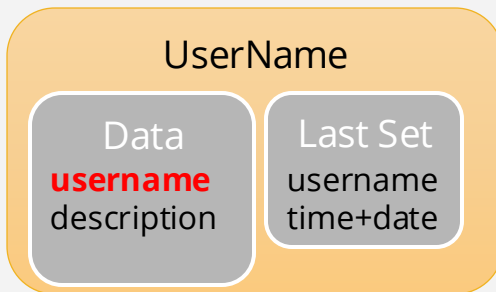 UserName
Data
username
description
Last Set
username
time+date